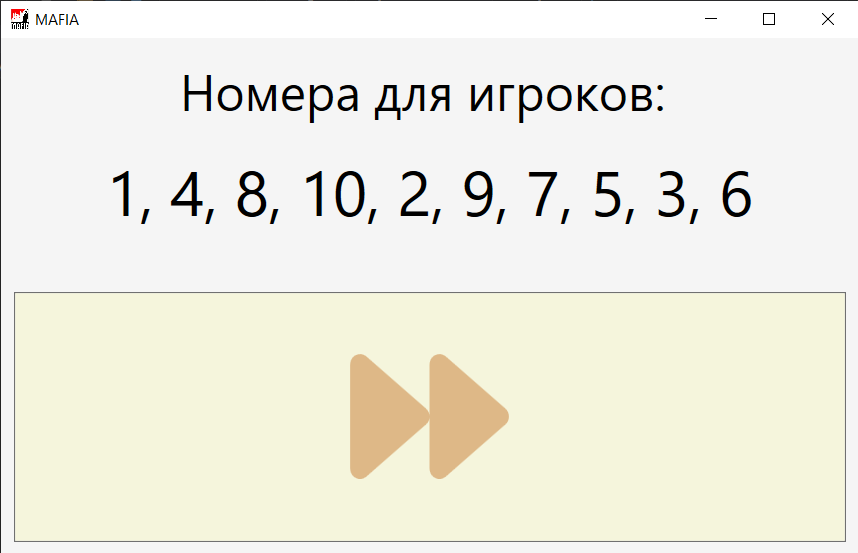 MAFIA
Номера для игроков:
1, 4, 8, 10, 2, 9, 7, 5, 3, 6